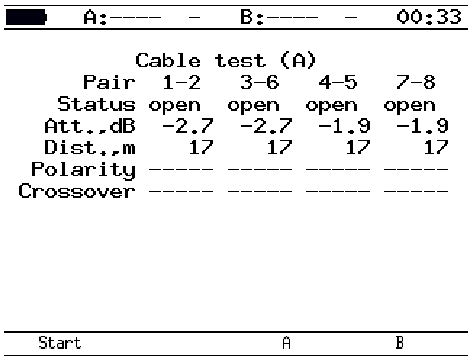 A:---- - B:---- - 00:33
Cable test (A)
Pair 1-2 3-6 4-5 7-8
Status open open open open
Att.,dB -2.7 -2.7 -1.9 -1.9
Dist.,m 17 17 17 17
Polarity ----- ----- ----- -----
Crossover ----- ----- ----- -----
Start A B